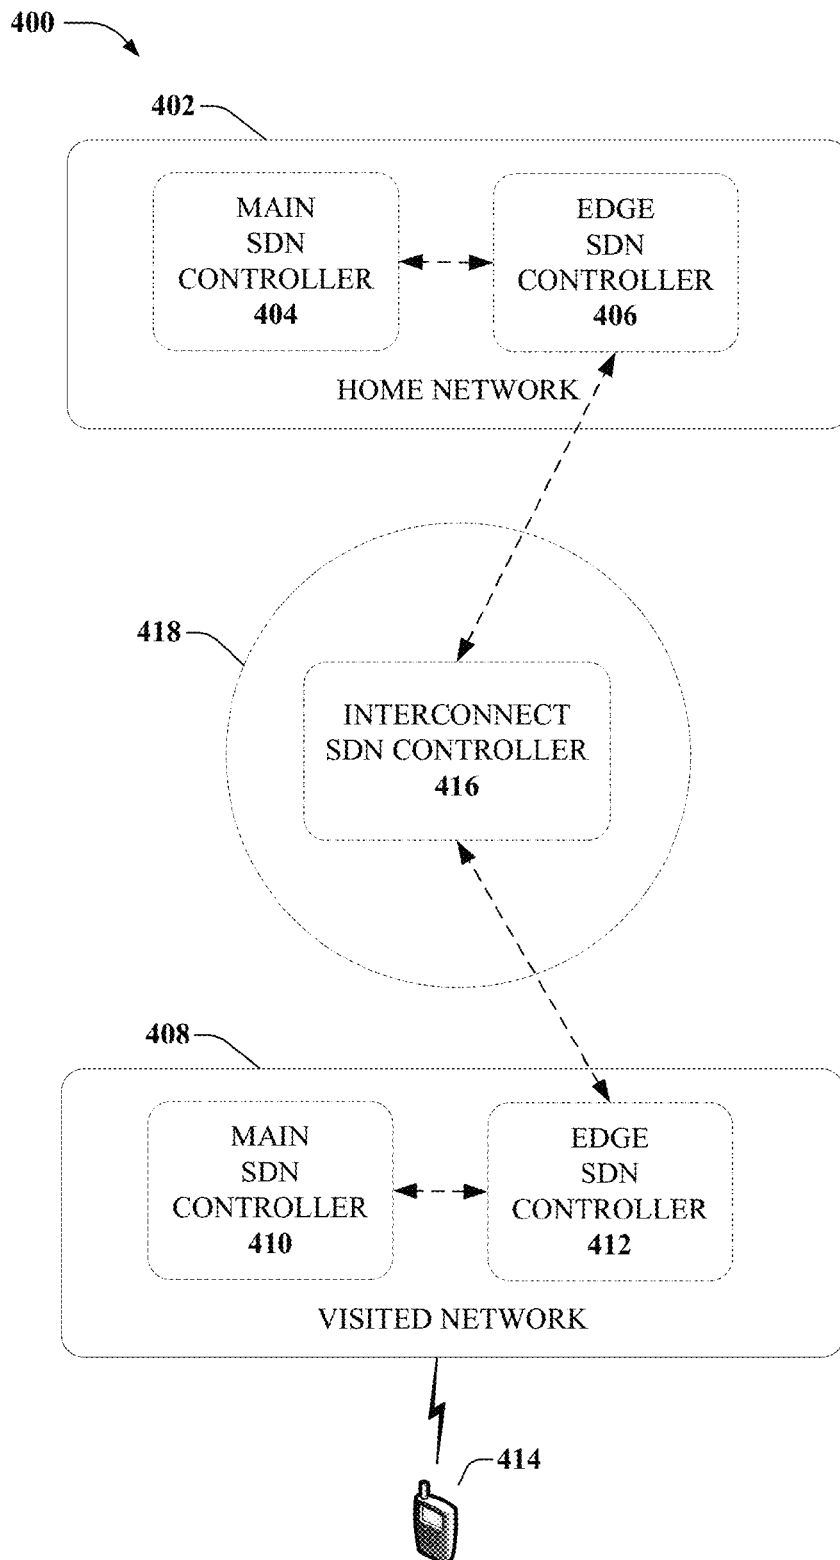 400
402
MAIN
SDN
CONTROLLER
404
EDGE
SDN
CONTROLLER
406
HOME NETWORK
418
INTERCONNECT
SDN CONTROLLER
416
408
MAIN
SDN
CONTROLLER
410
EDGE
SDN
CONTROLLER
412
VISITED NETWORK
414